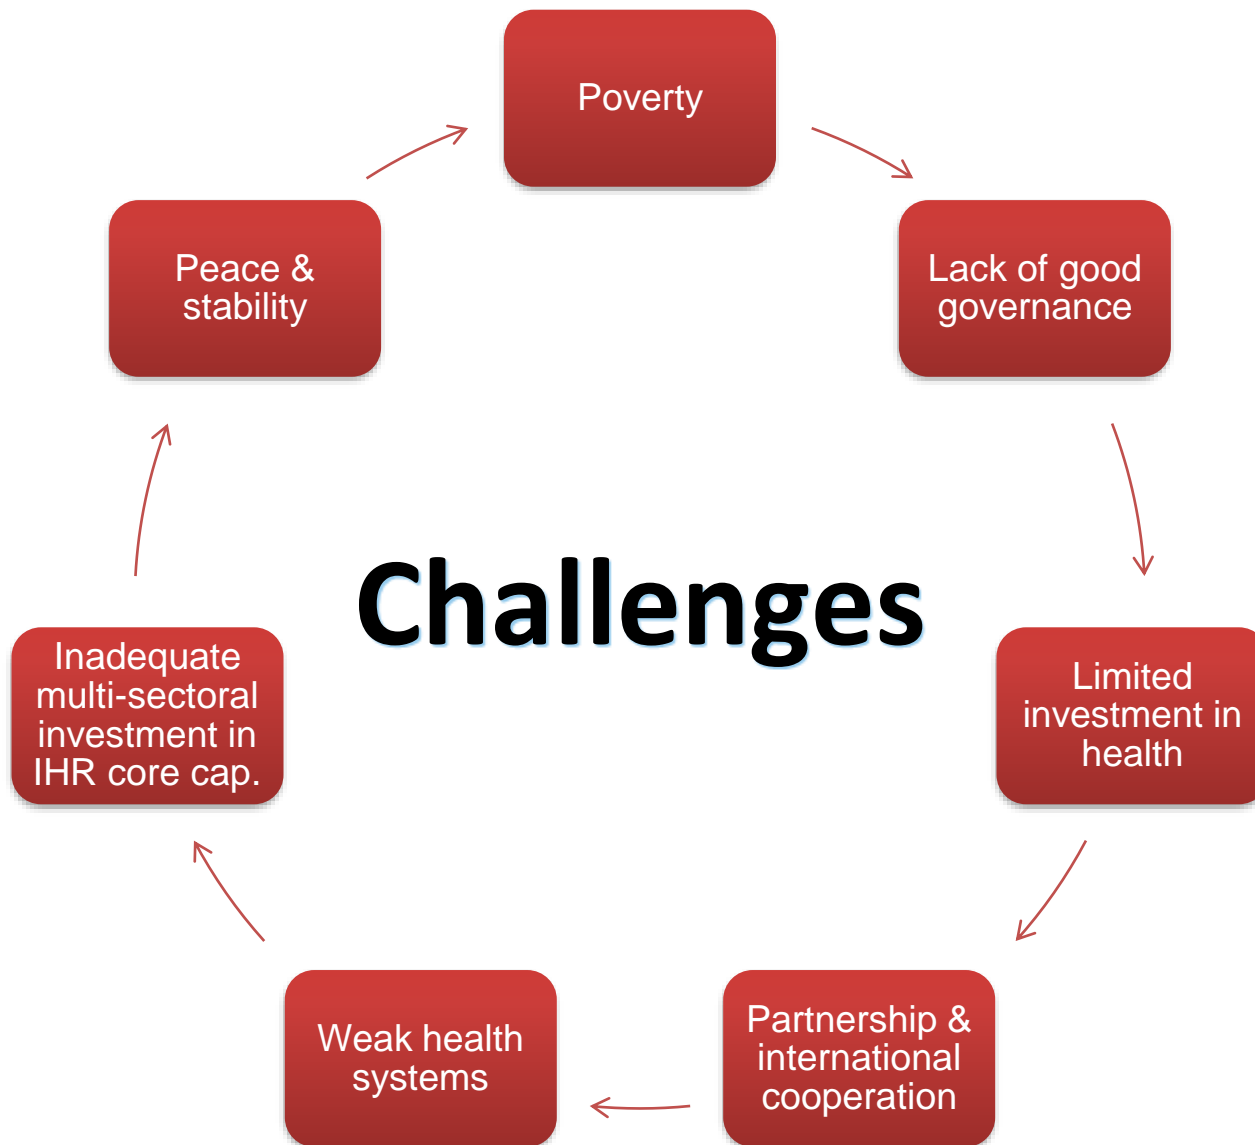 Poverty
Lack of good
governance
Limited
investment in
health
Partnership &
international
cooperation
Weak health
systems
Inadequate
multi-sectoral
investment in
IHR core cap.
Peace &
stability
Challenges